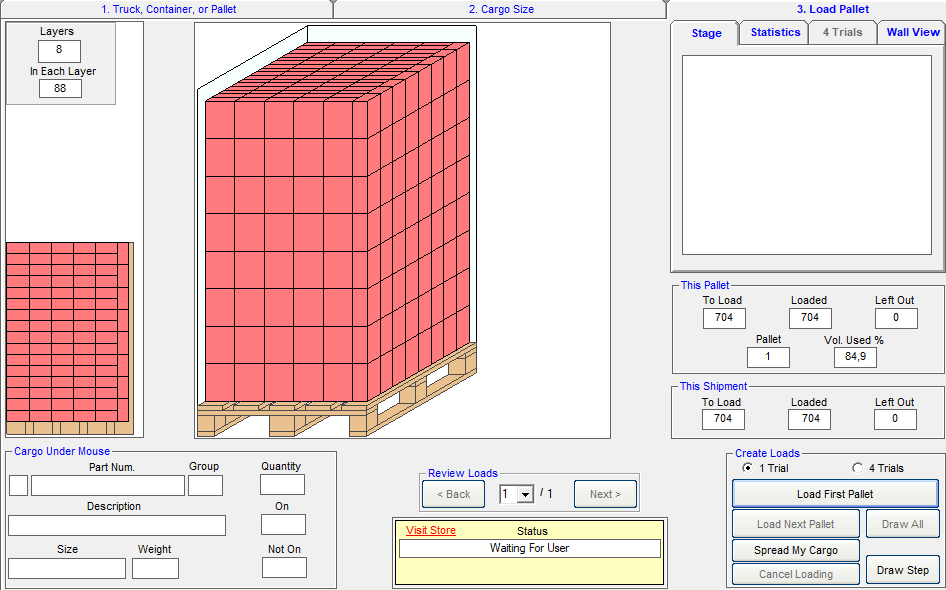 1. Truck, Container, or Pallet
2. Cargo Size
3. Load Pallet
Layers
8
In Each Layer
88
Stage
Statistics
4 Trials
Wall View
This Pallet
To Load
Loaded
Left Out
704
704
0
Pallet
Vol. Used %
1
84,9
This Shipment
To Load
Loaded
Left Out
704
704
0
Cargo Under Mouse
Part Num.
Group
Quantity
Description
On
Size
Weight
Not On
Review Loads
< Back
1
/ 1
Next >
Visit Store
Status
Waiting For User
Create Loads
1 Trial
4 Trials
Load First Pallet
Load Next Pallet
Draw All
Spread My Cargo
Cancel Loading
Draw Step